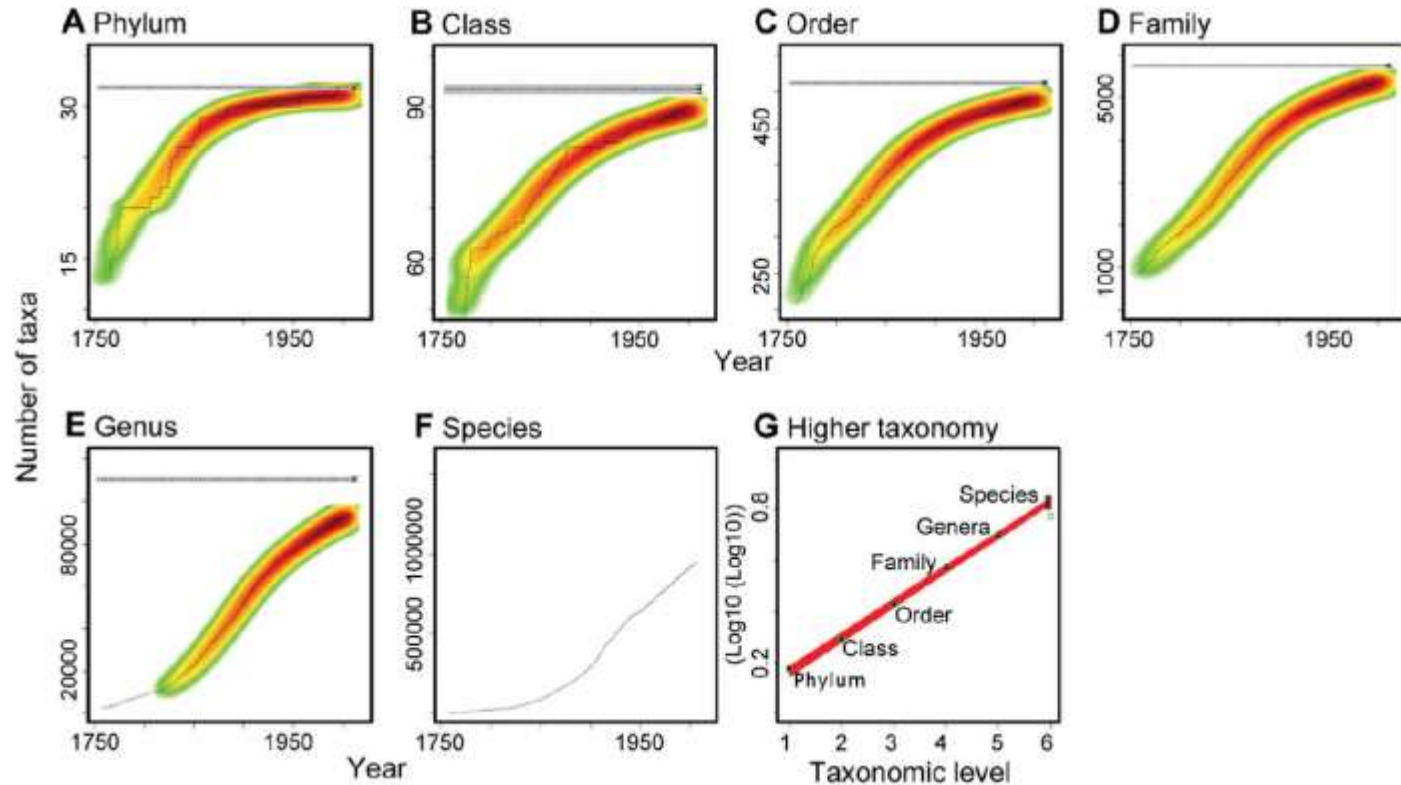 A Phylum
B Class
C Order
D Family
30
15
1750
1950
90
60
1750
1950
450
250
1750
1950
5000
1000
1750
1950
Number of taxa
Year
E Genus
F Species
G Higher taxonomy
80000
20000
1750
1950
1000000
500000
1750
1950
(Log10 (Log10))
0.8
0.2
Species
Genera
Family
Order
Class
Phylum
1 2 3 4 5 6
Year
Taxonomic level